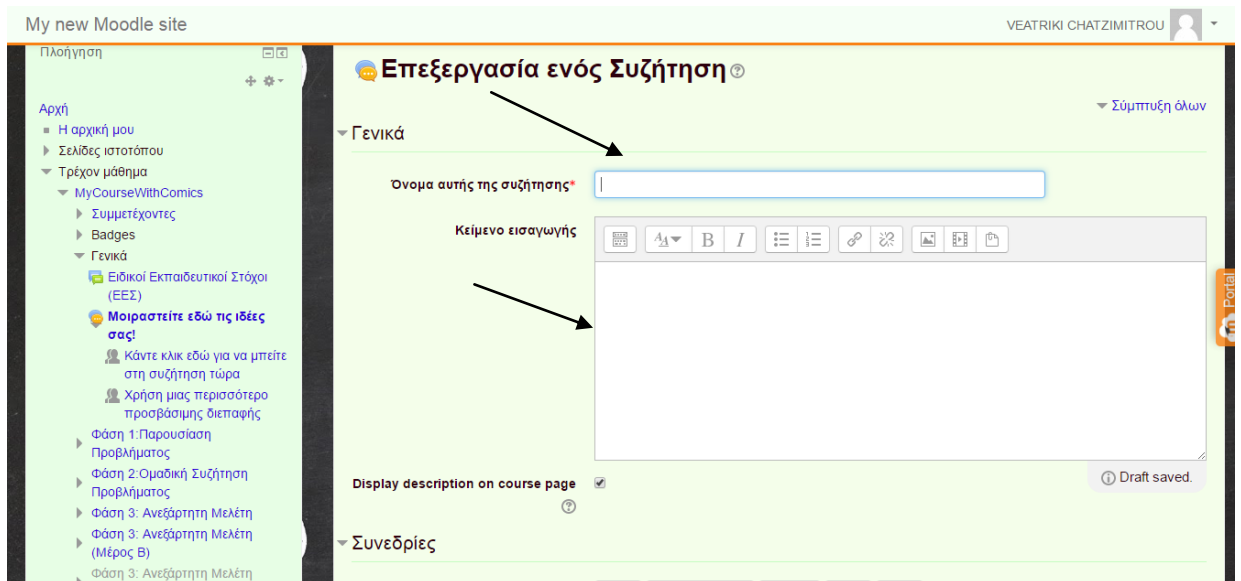 My new Moodle site
VEATRIKI CHATZIMITROU
Πλοήγηση
Αρχή
Η αρχική μου
Σελίδες ιστοτόπου
Τρέχον μάθημα
MyCourseWithComics
Συμμετέχοντες
Badges
Γενικά
Ειδικοί Εκπαιδευτικοί Στόχοι
(ΕΕΣ)
Μοιραστείτε εδώ τις ιδέες
σας!
Κάντε κλικ εδώ για να μπείτε
στη συζήτηση τώρα
Χρήση μιας περισσότερο
προσβάσιμης διεπαφής
Φάση 1:Παρουσίαση
Προβλήματος
Φάση 2:Ομαδική Συζήτηση
Προβλήματος
Φάση 3: Ανεξάρτητη Μελέτη
Φάση 3: Ανεξάρτητη Μελέτη
(Μέρος Β)
Φάση 3: Ανεξάρτητη Μελέτη
Επεξεργασία ενός Συζήτηση
Σύμπτυξη όλων
Γενικά
Όνομα αυτής της συζήτησης*
Κείμενο εισαγωγής
Draft saved.
Display description on course page
Συνεδρίες
Portal